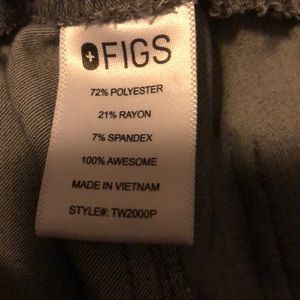 FIGS
72% POLYESTER
21% RAYON
7% SPANDEX
100% AWESOME
MADE IN VIETNAM
STYLE#: TW2000P